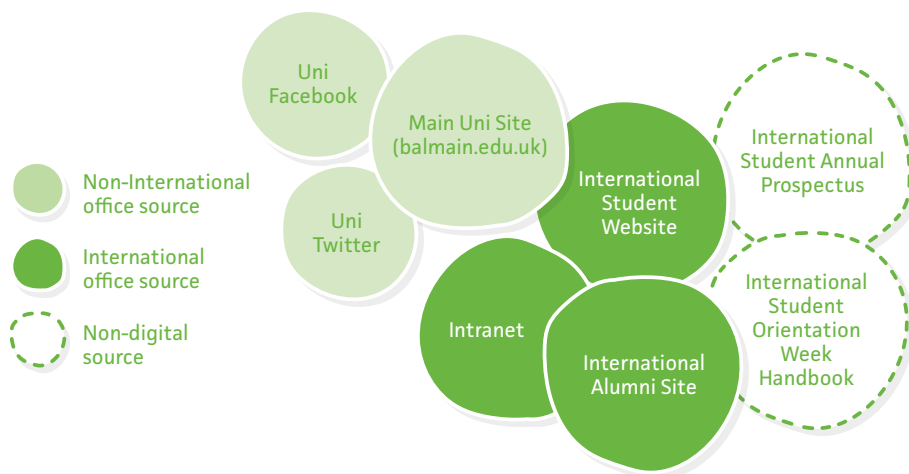 Uni
Facebook
Main Uni Site
(balmain.edu.uk)
International
Student Annual
Prospectus
Non-International
office source
International
Student
Website
Uni
Twitter
International
office source
International
Student
Orientation
Week
Handbook
Non-digital
source
Intranet
International
Alumni Site